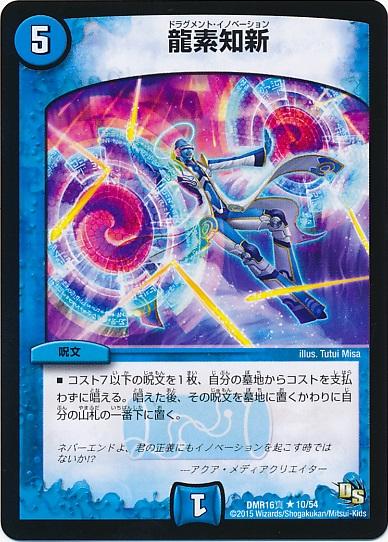 5
ドラグメント・イノベーション
龍素知新
呪文
illus. Tutui Misa
■ コスト7以下の呪文を1枚、自分の墓地からコストを支払
わずに唱える。唱えた後、その呪文を墓地に置くかわりに自
分の山札の一番下に置く。
ネバーエンドよ、君の正義にもイノベーションを起こす時では
ないか!?
---アクア・メディアクリエイター
1
DS
DMR16真 ★ 10/54
©2015 Wizards/Shogakukan/Mitsui-Kids